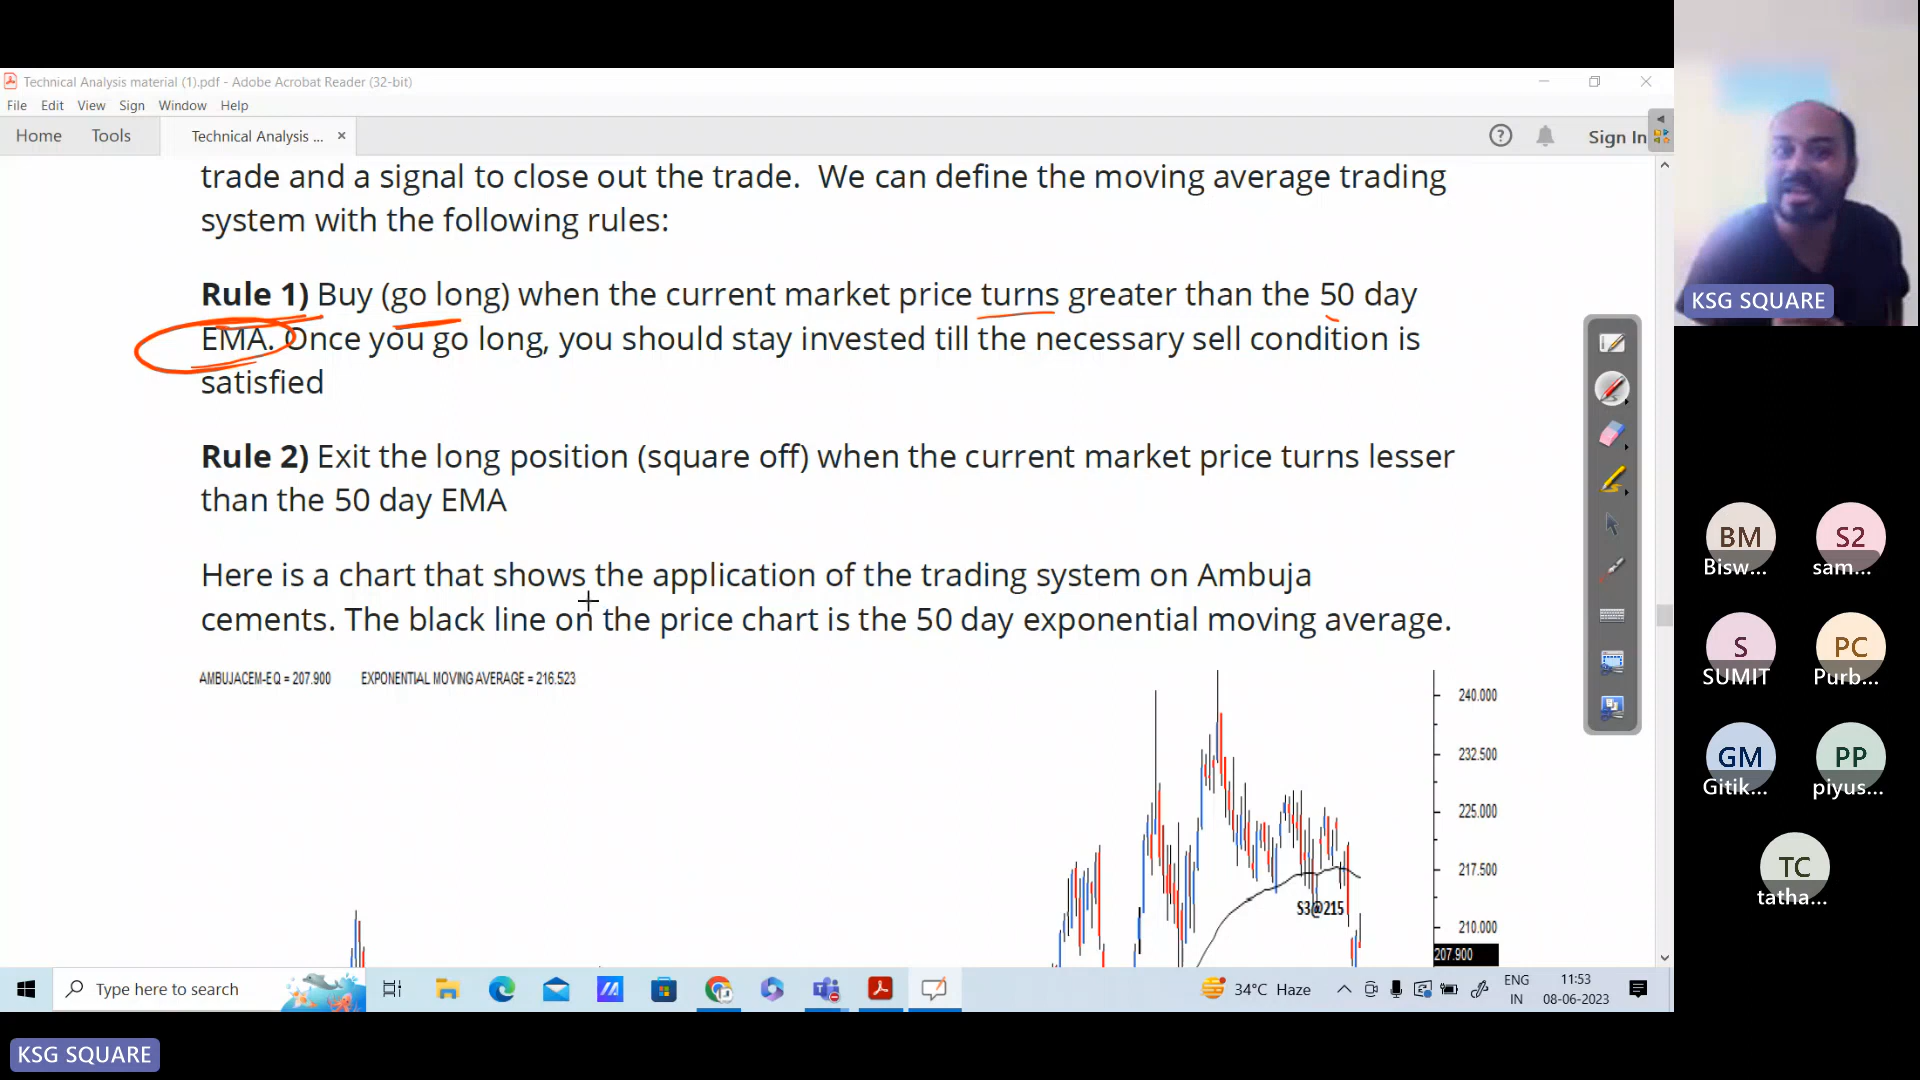 Technical Analysis material (1).pdf - Adobe Acrobat Reader (32-bit)
File Edit View Sign Window Help
Home Tools Technical Analysis ... × Sign In
trade and a signal to close out the trade. We can define the moving average trading
system with the following rules:
Rule 1) Buy (go long) when the current market price turns greater than the 50 day
EMA. Once you go long, you should stay invested till the necessary sell condition is
satisfied
Rule 2) Exit the long position (square off) when the current market price turns lesser
than the 50 day EMA
Here is a chart that shows the application of the trading system on Ambuja
cements. The black line on the price chart is the 50 day exponential moving average.
AMBUJACEM-EQ = 207.900 EXPONENTIAL MOVING AVERAGE = 216.523
240.000
232.500
225.000
217.500
S3@215
210.000
207.900
Type here to search
34°C Haze
ENG
IN
11:53
08-06-2023
KSG SQUARE
BM
Bisw...
S2
sam...
S
SUMIT
PC
Purb...
GM
Gitik...
PP
piyus...
TC
tatha...
KSG SQUARE